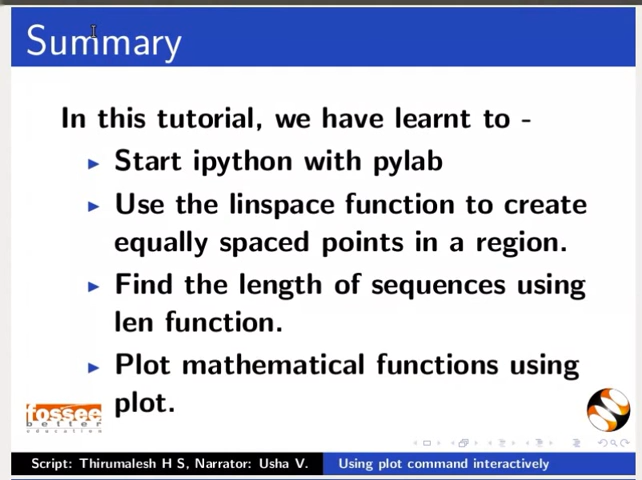 Summary
In this tutorial, we have learnt to -
Start ipython with pylab
Use the linspace function to create
equally spaced points in a region.
Find the length of sequences using
len function.
Plot mathematical functions using
plot.
fossee
better
education
Script: Thirumalesh H S, Narrator: Usha V. Using plot command interactively